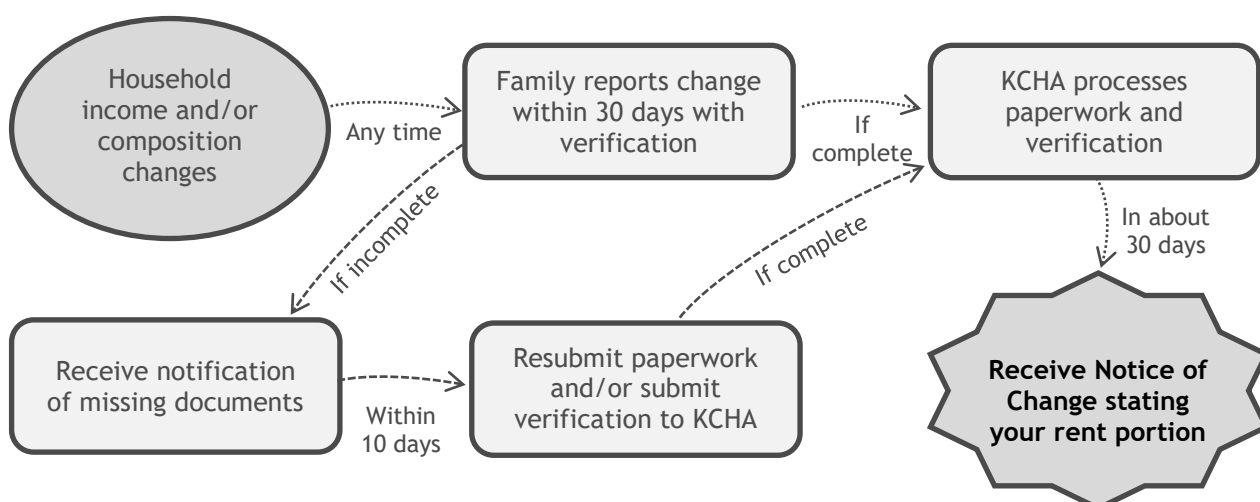 Household
income and/or
composition
changes
Any time
Family reports change
within 30 days with
verification
If
complete
KCHA processes
paperwork and
verification
In about
30 days
If incomplete
If complete
Receive notification
of missing documents
Within
10 days
Resubmit paperwork
and/or submit
verification to KCHA
Receive Notice of
Change stating
your rent portion